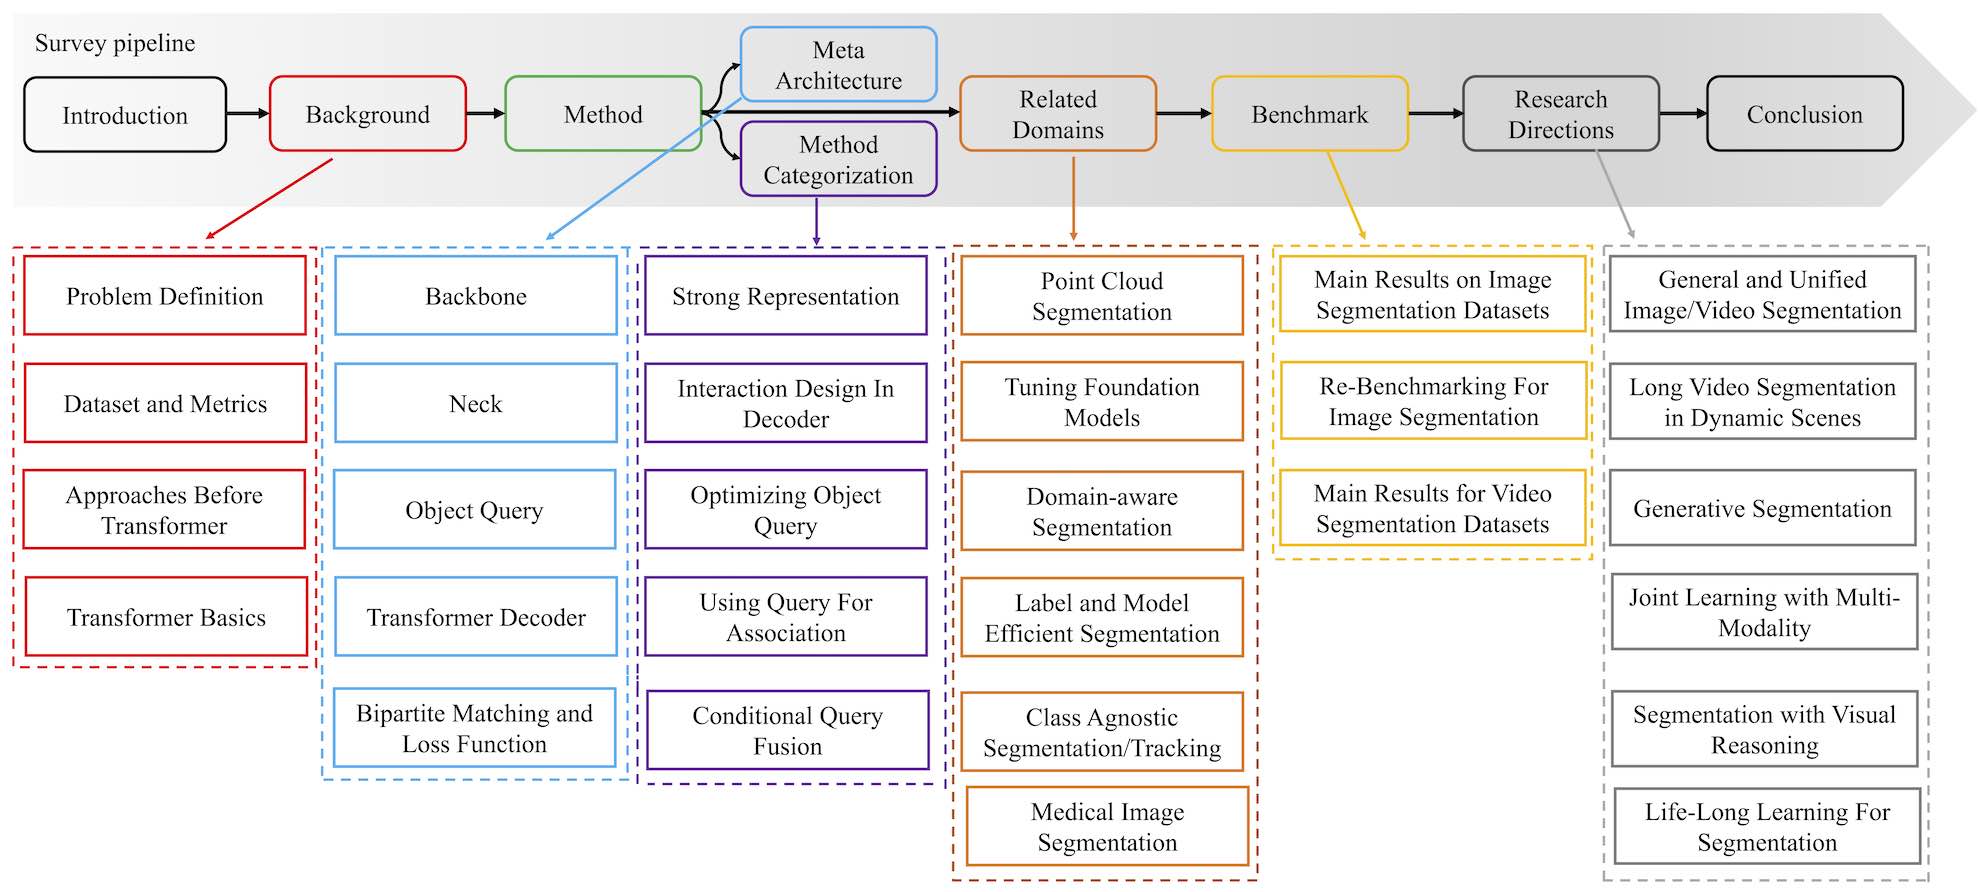 Survey pipeline
Introduction
Background
Method
Meta
Architecture
Method
Categorization
Related
Domains
Benchmark
Research
Directions
Conclusion
Problem Definition
Dataset and Metrics
Approaches Before
Transformer
Transformer Basics
Backbone
Neck
Object Query
Transformer Decoder
Bipartite Matching and
Loss Function
Strong Representation
Interaction Design In
Decoder
Optimizing Object
Query
Using Query For
Association
Conditional Query
Fusion
Point Cloud
Segmentation
Tuning Foundation
Models
Domain-aware
Segmentation
Label and Model
Efficient Segmentation
Class Agnostic
Segmentation/Tracking
Medical Image
Segmentation
Main Results on Image
Segmentation Datasets
Re-Benchmarking For
Image Segmentation
Main Results for Video
Segmentation Datasets
General and Unified
Image/Video Segmentation
Long Video Segmentation
in Dynamic Scenes
Generative Segmentation
Joint Learning with Multi-
Modality
Segmentation with Visual
Reasoning
Life-Long Learning For
Segmentation